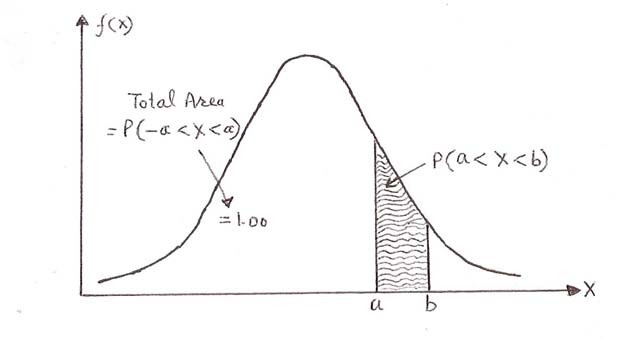 f(x)
Total Area
= P(-a < x < a)
= 1.00
P(a < x < b)
a b
X